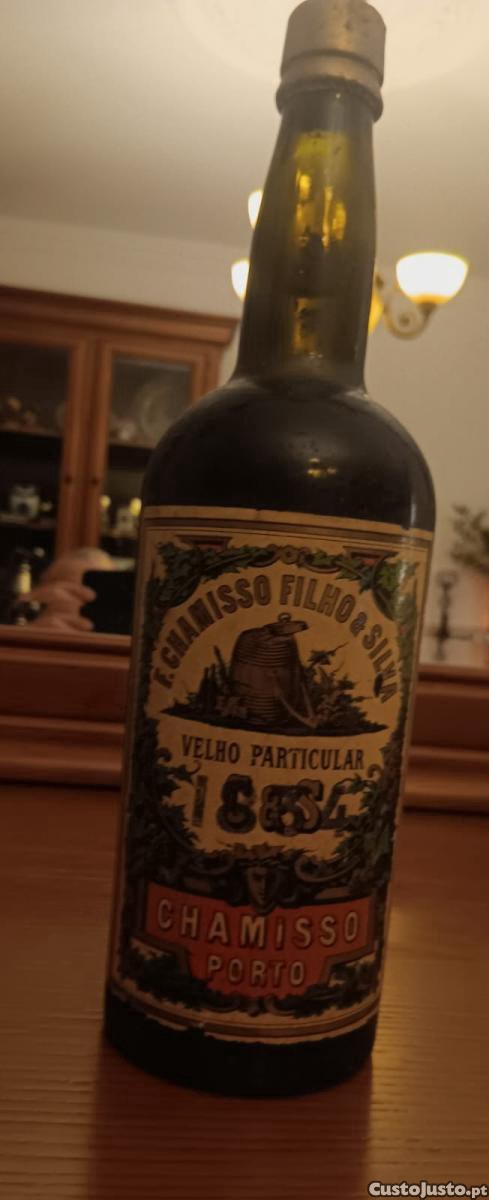 F. CHAMISSO FILHO & SILVA
VELHO PARTICULAR
CHAMISSO
PORTO
CustoJusto.pt